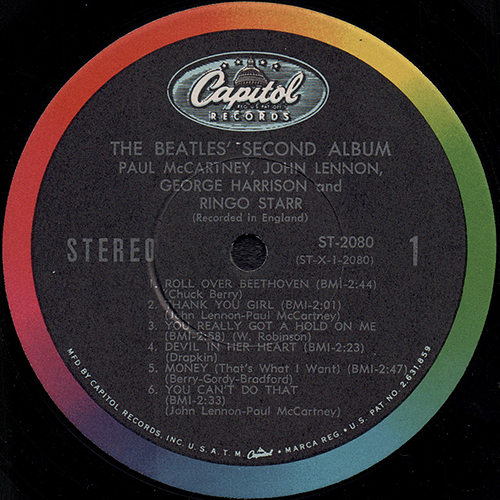 Capitol
REG. U.S. PAT. OFF.
RECORDS
THE BEATLES' SECOND ALBUM
PAUL McCARTNEY, JOHN LENNON,
GEORGE HARRISON and
RINGO STARR
(Recorded in England)
STEREO
ST-2080
(ST-X-1-2080)
1
1. ROLL OVER BEETHOVEN (BMI-2:44)
(Chuck Berry)
2. THANK YOU GIRL (BMI-2:01)
(John Lennon-Paul McCartney)
3. YOU REALLY GOT A HOLD ON ME
(BMI-2:58) (W. Robinson)
4. DEVIL IN HER HEART (BMI-2:23)
(Drapkin)
5. MONEY (That's What I Want) (BMI-2:47)
(Berry-Gordy-Bradford)
6. YOU CAN'T DO THAT
(BMI-2:33)
(John Lennon-Paul McCartney)
MFD. BY CAPITOL RECORDS, INC. U.S.A. T.M. Capitol MARCA REG. • U.S. PAT. NO. 2,631,859